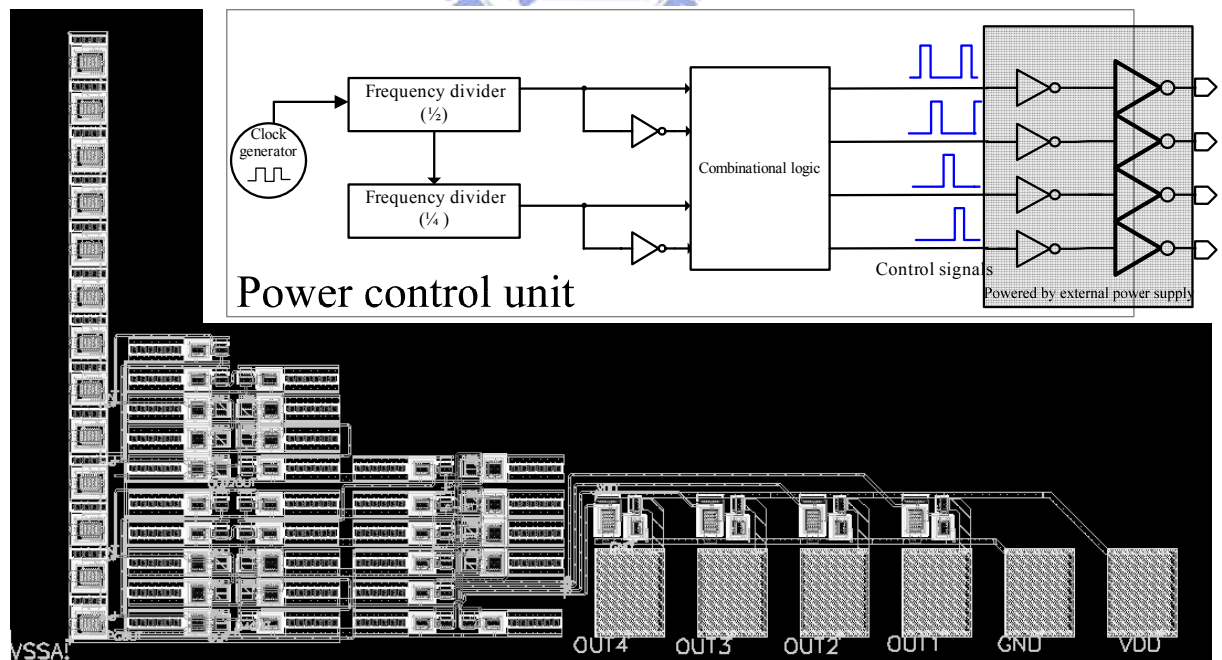 Frequency divider
(½)
Clock
generator
Frequency divider
(¼ )
Combinational logic
Control signals
Powered by external power supply
Power control unit
VSSA!
OUT4
OUT3
OUT2
OUT1
GND
VDD